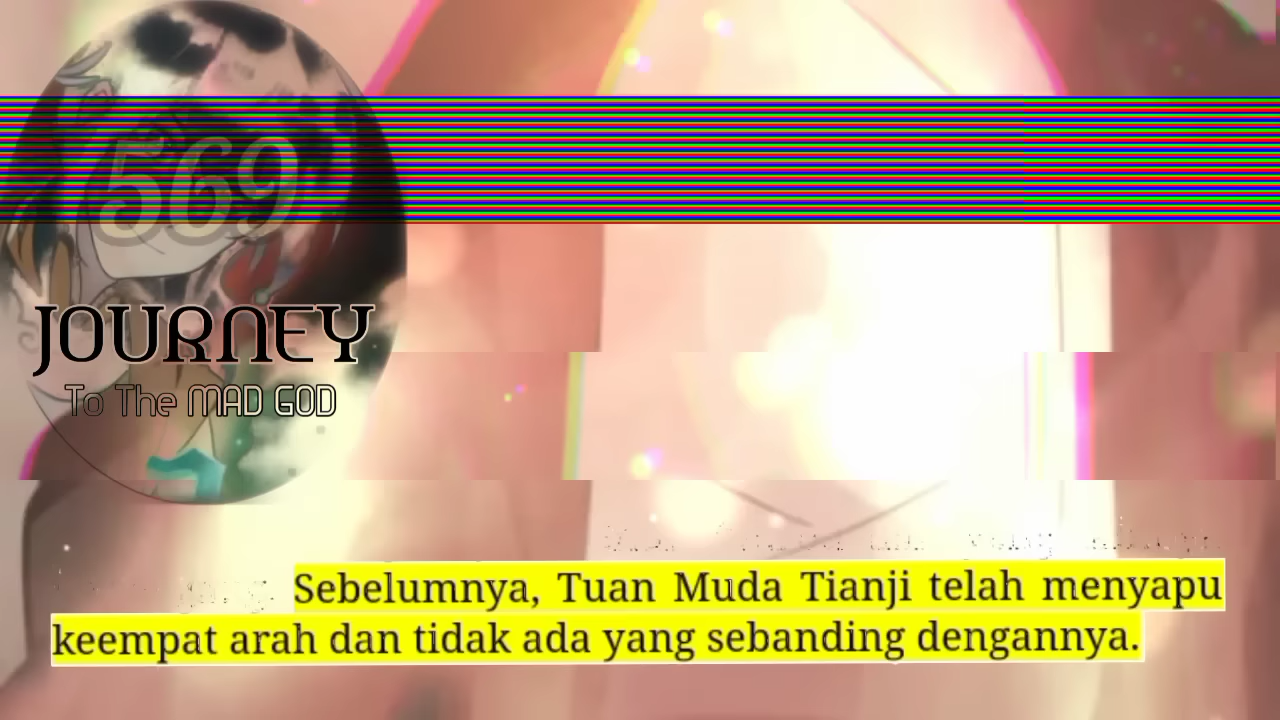 569
JOURNEY
To The MAD GOD
Sebelumnya, Tuan Muda Tianji telah menyapu
keempat arah dan tidak ada yang sebanding dengannya.